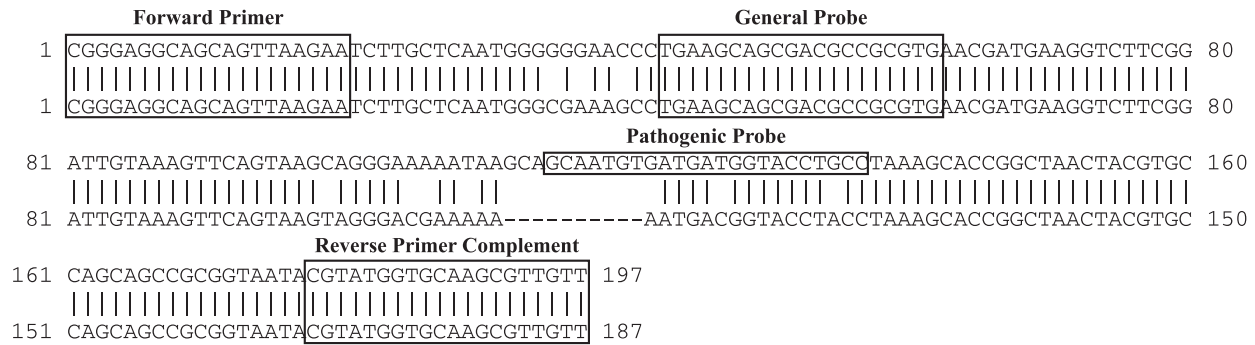 Forward Primer General Probe
1 CGGGAGGCAGCAGTTAAGAATCTTGCTCAATGGGGGGAACCCTGAAGCAGCGACGCCGCGTGAACGATGAAGGTCTTCGG 80
1 CGGGAGGCAGCAGTTAAGAATCTTGCTCAATGGGCGAAAGCCTGAAGCAGCGACGCCGCGTGAACGATGAAGGTCTTCGG 80
Pathogenic Probe
81 ATTGTAAAGTTCAGTAAGCAGGGAAAAATAAGCAGCAATGTGATGATGGTACCTGCCTAAAGCACCGGCTAACTACGTGC 160
81 ATTGTAAAGTTCAGTAAGTAGGGACGAAAAA----------AATGACGGTACCTACCTAAAGCACCGGCTAACTACGTGC 150
Reverse Primer Complement
161 CAGCAGCCGCGGTAATACGTATGGTGCAAGCGTTGTT 197
151 CAGCAGCCGCGGTAATACGTATGGTGCAAGCGTTGTT 187